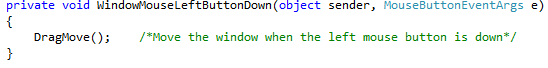 private void WindowMouseLeftButtonDown(object sender, MouseButtonEventArgs e)
{
    DragMove();    /*Move the window when the left mouse button is down*/
}